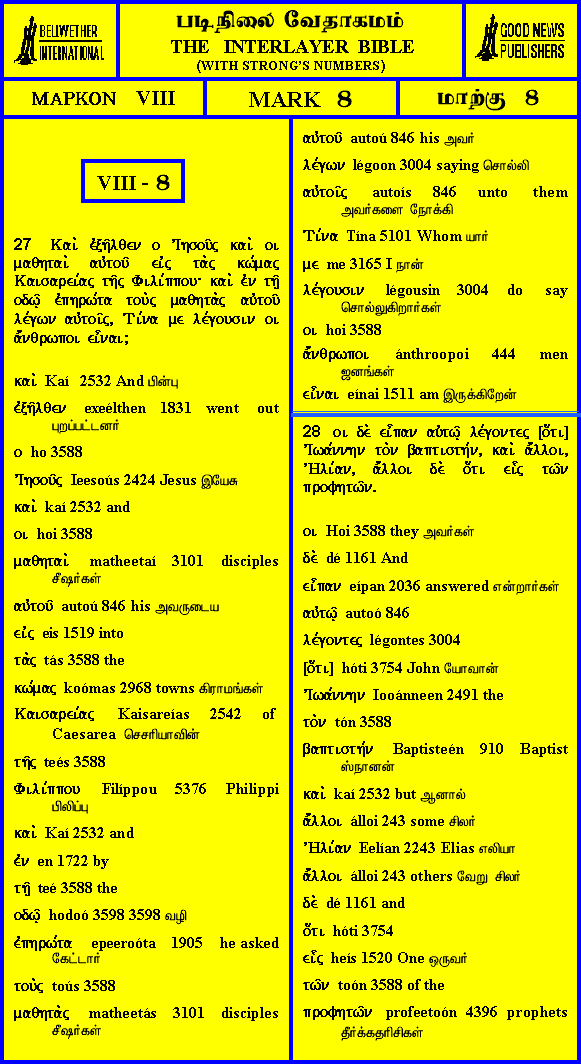 BELLWETHER
INTERNATIONAL
படிநிலை வேதாகமம்
THE INTERLAYER BIBLE
(WITH STRONG'S NUMBERS)
GOOD NEWS
PUBLISHERS
ΜΑΡΚΟΝ VIII
MARK 8
மாற்கு 8
VIII - 8
27 Καὶ ἐξῆλθεν ο Ἰησοῦς καὶ οι
μαθηταὶ αὐτοῦ εἰς τὰς κώμας
Καισαρείας τῆς Φιλίππου· καὶ ἐν τῇ
οδῷ ἐπηρώτα τοὺς μαθητὰς αὐτοῦ
λέγων αὐτοῖς, Τίνα με λέγουσιν οι
ἄνθρωποι εἶναι;
καὶ Kaí 2532 And பின்பு
ἐξῆλθεν exeélthen 1831 went out
புறப்பட்டனர்
ο ho 3588
Ἰησοῦς Ieesoús 2424 Jesus இயேசு
καὶ kaí 2532 and
οι hoi 3588
μαθηταὶ matheetaí 3101 disciples
சீஷர்கள்
αὐτοῦ autoú 846 his அவருடைய
εἰς eis 1519 into
τὰς tás 3588 the
κώμας koómas 2968 towns கிராமங்கள்
Καισαρείας Kaisareías 2542 of
Caesarea செசரியாவின்
τῆς teés 3588
Φιλίππου Filíppou 5376 Philippi
பிலிப்பு
καὶ Kaí 2532 and
ἐν en 1722 by
τῇ teé 3588 the
οδῷ hodoó 3598 3598 வழி
ἐπηρώτα epeeroóta 1905 he asked
கேட்டார்
τοὺς toús 3588
μαθητὰς matheetás 3101 disciples
சீஷர்கள்
αὐτοῦ autoú 846 his அவர்
λέγων légoon 3004 saying சொல்லி
αὐτοῖς autoís 846 unto them
அவர்களை நோக்கி
Τίνα Tína 5101 Whom யார்
με me 3165 I நான்
λέγουσιν légousin 3004 do say
சொல்லுகிறார்கள்
οι hoi 3588
ἄνθρωποι ánthroopoi 444 men
ஜனங்கள்
εἶναι eínai 1511 am இருக்கிறேன்
28 οι δὲ εἶπαν αὐτῷ λέγοντες [ὅτι]
Ἰωάννην τὸν βαπτιστήν, καὶ ἄλλοι,
Ἠλίαν, ἄλλοι δὲ ὅτι εἷς τῶν
προφητῶν.
οι Hoi 3588 they அவர்கள்
δὲ dé 1161 And
εἶπαν eípan 2036 answered என்றார்கள்
αὐτῷ autoó 846
λέγοντες légontes 3004
[ὅτι] hóti 3754 John யோவான்
Ἰωάννην Iooánneen 2491 the
τὸν tón 3588
βαπτιστήν Baptisteén 910 Baptist
ஸ்நானன்
καὶ kaí 2532 but ஆனால்
ἄλλοι álloi 243 some சிலர்
Ἠλίαν Eelían 2243 Elias எலியா
ἄλλοι álloi 243 others வேறு சிலர்
δὲ dé 1161 and
ὅτι hóti 3754
εἷς heís 1520 One ஒருவர்
τῶν toón 3588 of the
προφητῶν profeetoón 4396 prophets
தீர்க்கதரிசிகள்